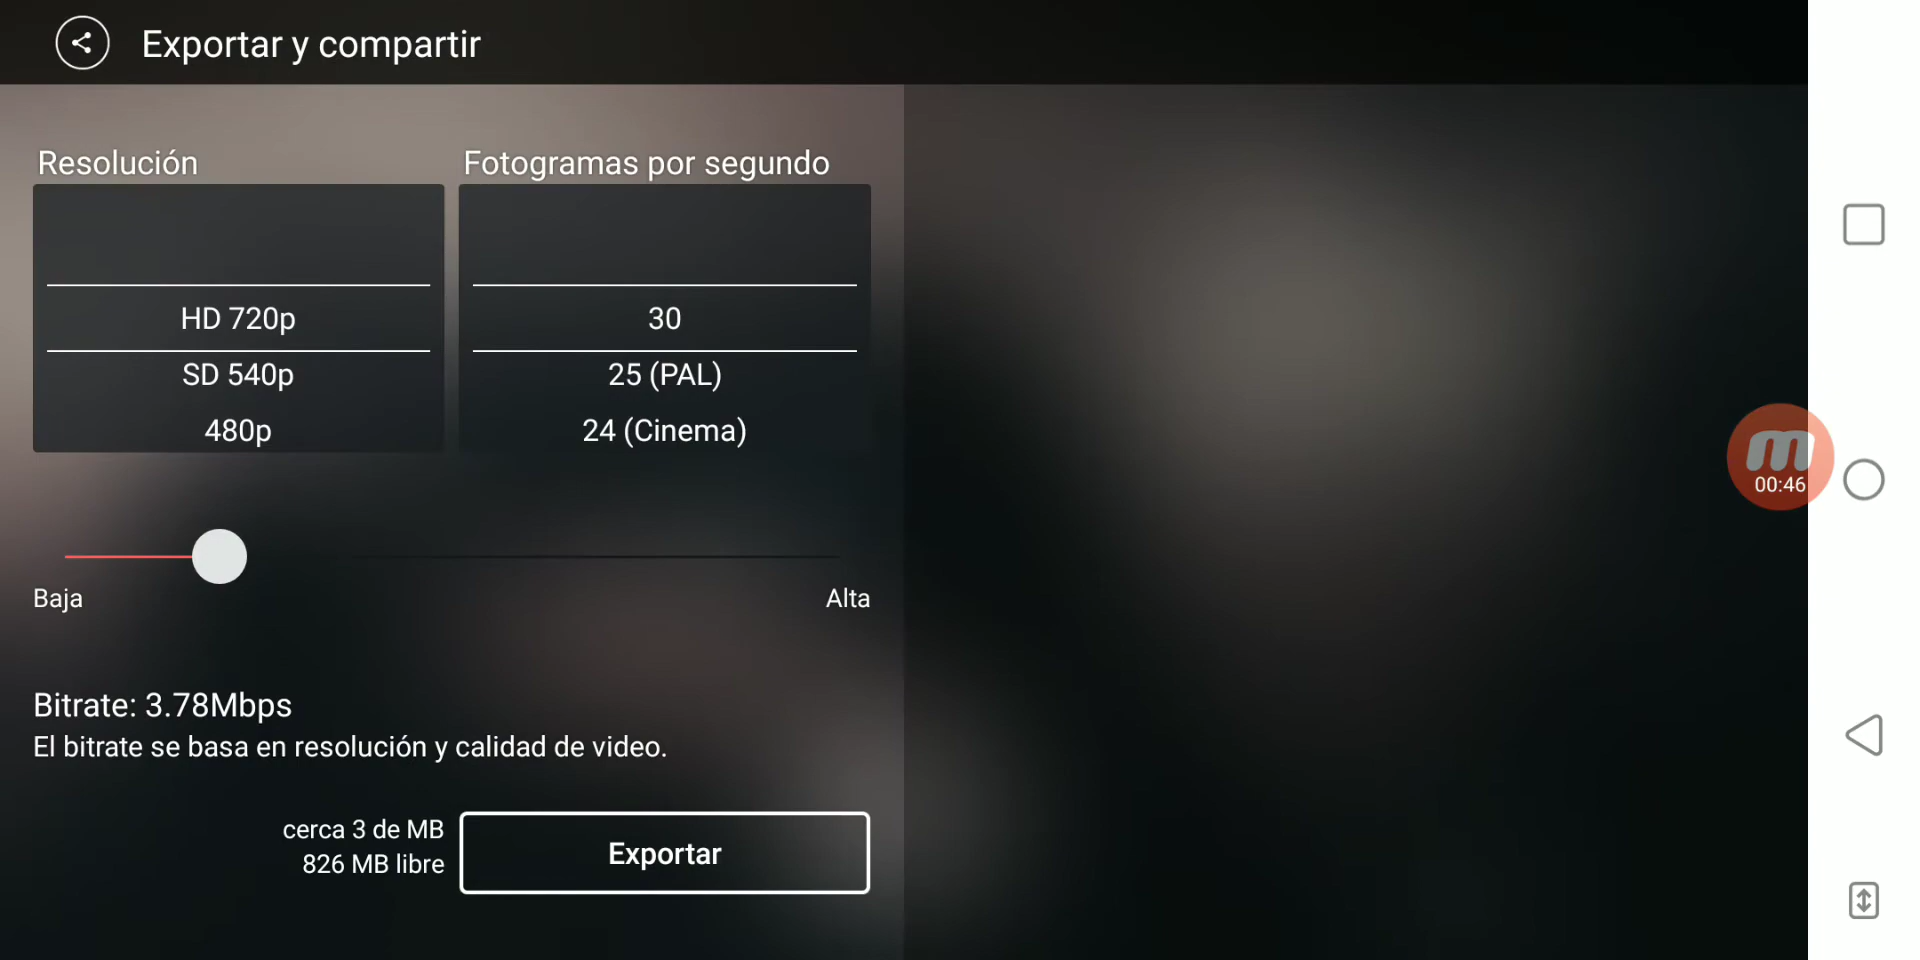 Exportar y compartir
Resolución
Fotogramas por segundo
HD 720p
SD 540p
480p
30
25 (PAL)
24 (Cinema)
Baja
Alta
Bitrate: 3.78Mbps
El bitrate se basa en resolución y calidad de video.
cerca 3 de MB
826 MB libre
Exportar
m
00:46